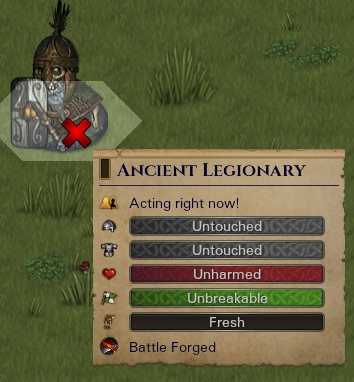 Ancient Legionary
Acting right now!
Untouched
Untouched
Unharmed
Unbreakable
Fresh
Battle Forged